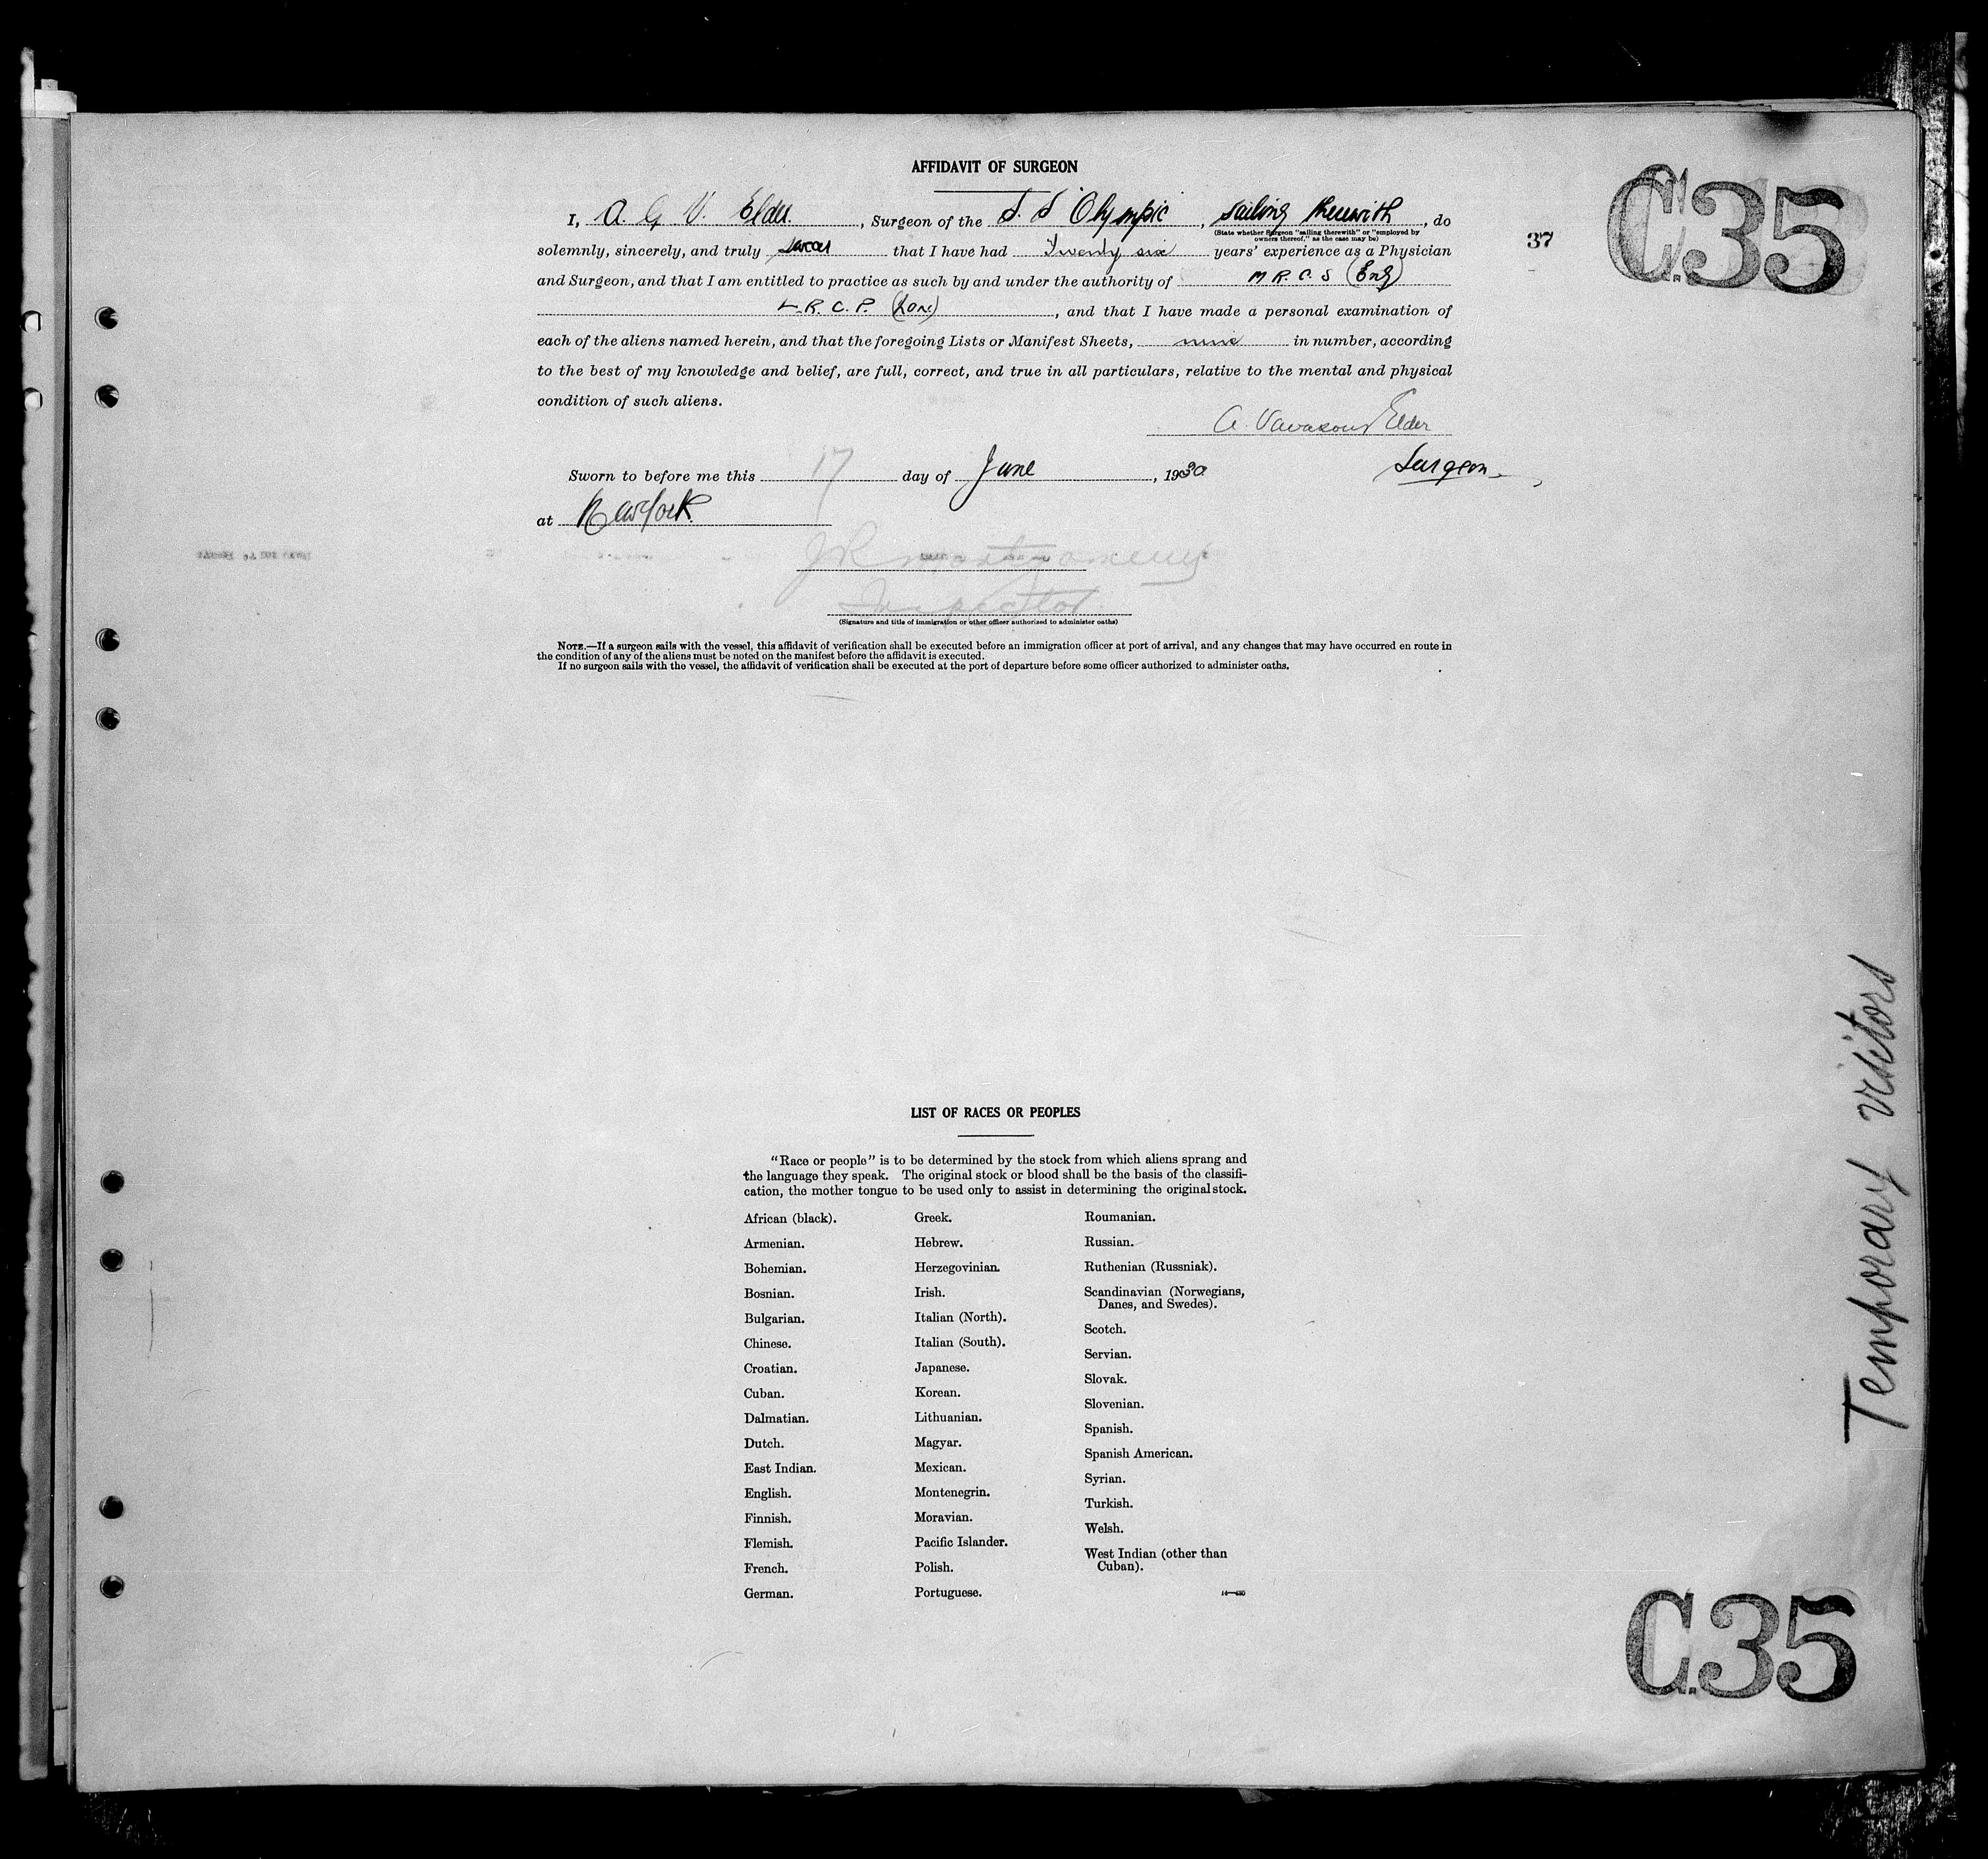 AFFIDAVIT OF SURGEON
C.35
I, A. G. V. Elder, Surgeon of the S. S Olympic, sailing therewith, do
(State whether Surgeon "sailing therewith" or "employed by
owners thereof," as the case may be)
37
solemnly, sincerely, and truly swear that I have had Twenty six years' experience as a Physician
and Surgeon, and that I am entitled to practice as such by and under the authority of M R. C. S (Eng)
L.R. C. P. (Lon), and that I have made a personal examination of
each of the aliens named herein, and that the foregoing Lists or Manifest Sheets, nine in number, according
to the best of my knowledge and belief, are full, correct, and true in all particulars, relative to the mental and physical
condition of such aliens.
A. Vavasour Elder
Surgeon
Sworn to before me this 17 day of June, 1930
at New York
JR Montgomery
Inspector
(Signature and title of immigration or other officer authorized to administer oaths)
NOTE.—If a surgeon sails with the vessel, this affidavit of verification shall be executed before an immigration officer at port of arrival, and any changes that may have occurred en route in
the condition of any of the aliens must be noted on the manifest before the affidavit is executed.
If no surgeon sails with the vessel, the affidavit of verification shall be executed at the port of departure before some officer authorized to administer oaths.
Temporary visitors
LIST OF RACES OR PEOPLES
"Race or people" is to be determined by the stock from which aliens sprang and
the language they speak. The original stock or blood shall be the basis of the classifi-
cation, the mother tongue to be used only to assist in determining the original stock.
African (black).
Armenian.
Bohemian.
Bosnian.
Bulgarian.
Chinese.
Croatian.
Cuban.
Dalmatian.
Dutch.
East Indian.
English.
Finnish.
Flemish.
French.
German.
Greek.
Hebrew.
Herzegovinian.
Irish.
Italian (North).
Italian (South).
Japanese.
Korean.
Lithuanian.
Magyar.
Mexican.
Montenegrin.
Moravian.
Pacific Islander.
Polish.
Portuguese.
Roumanian.
Russian.
Ruthenian (Russniak).
Scandinavian (Norwegians,
Danes, and Swedes).
Scotch.
Servian.
Slovak.
Slovenian.
Spanish.
Spanish American.
Syrian.
Turkish.
Welsh.
West Indian (other than
Cuban).
C.35